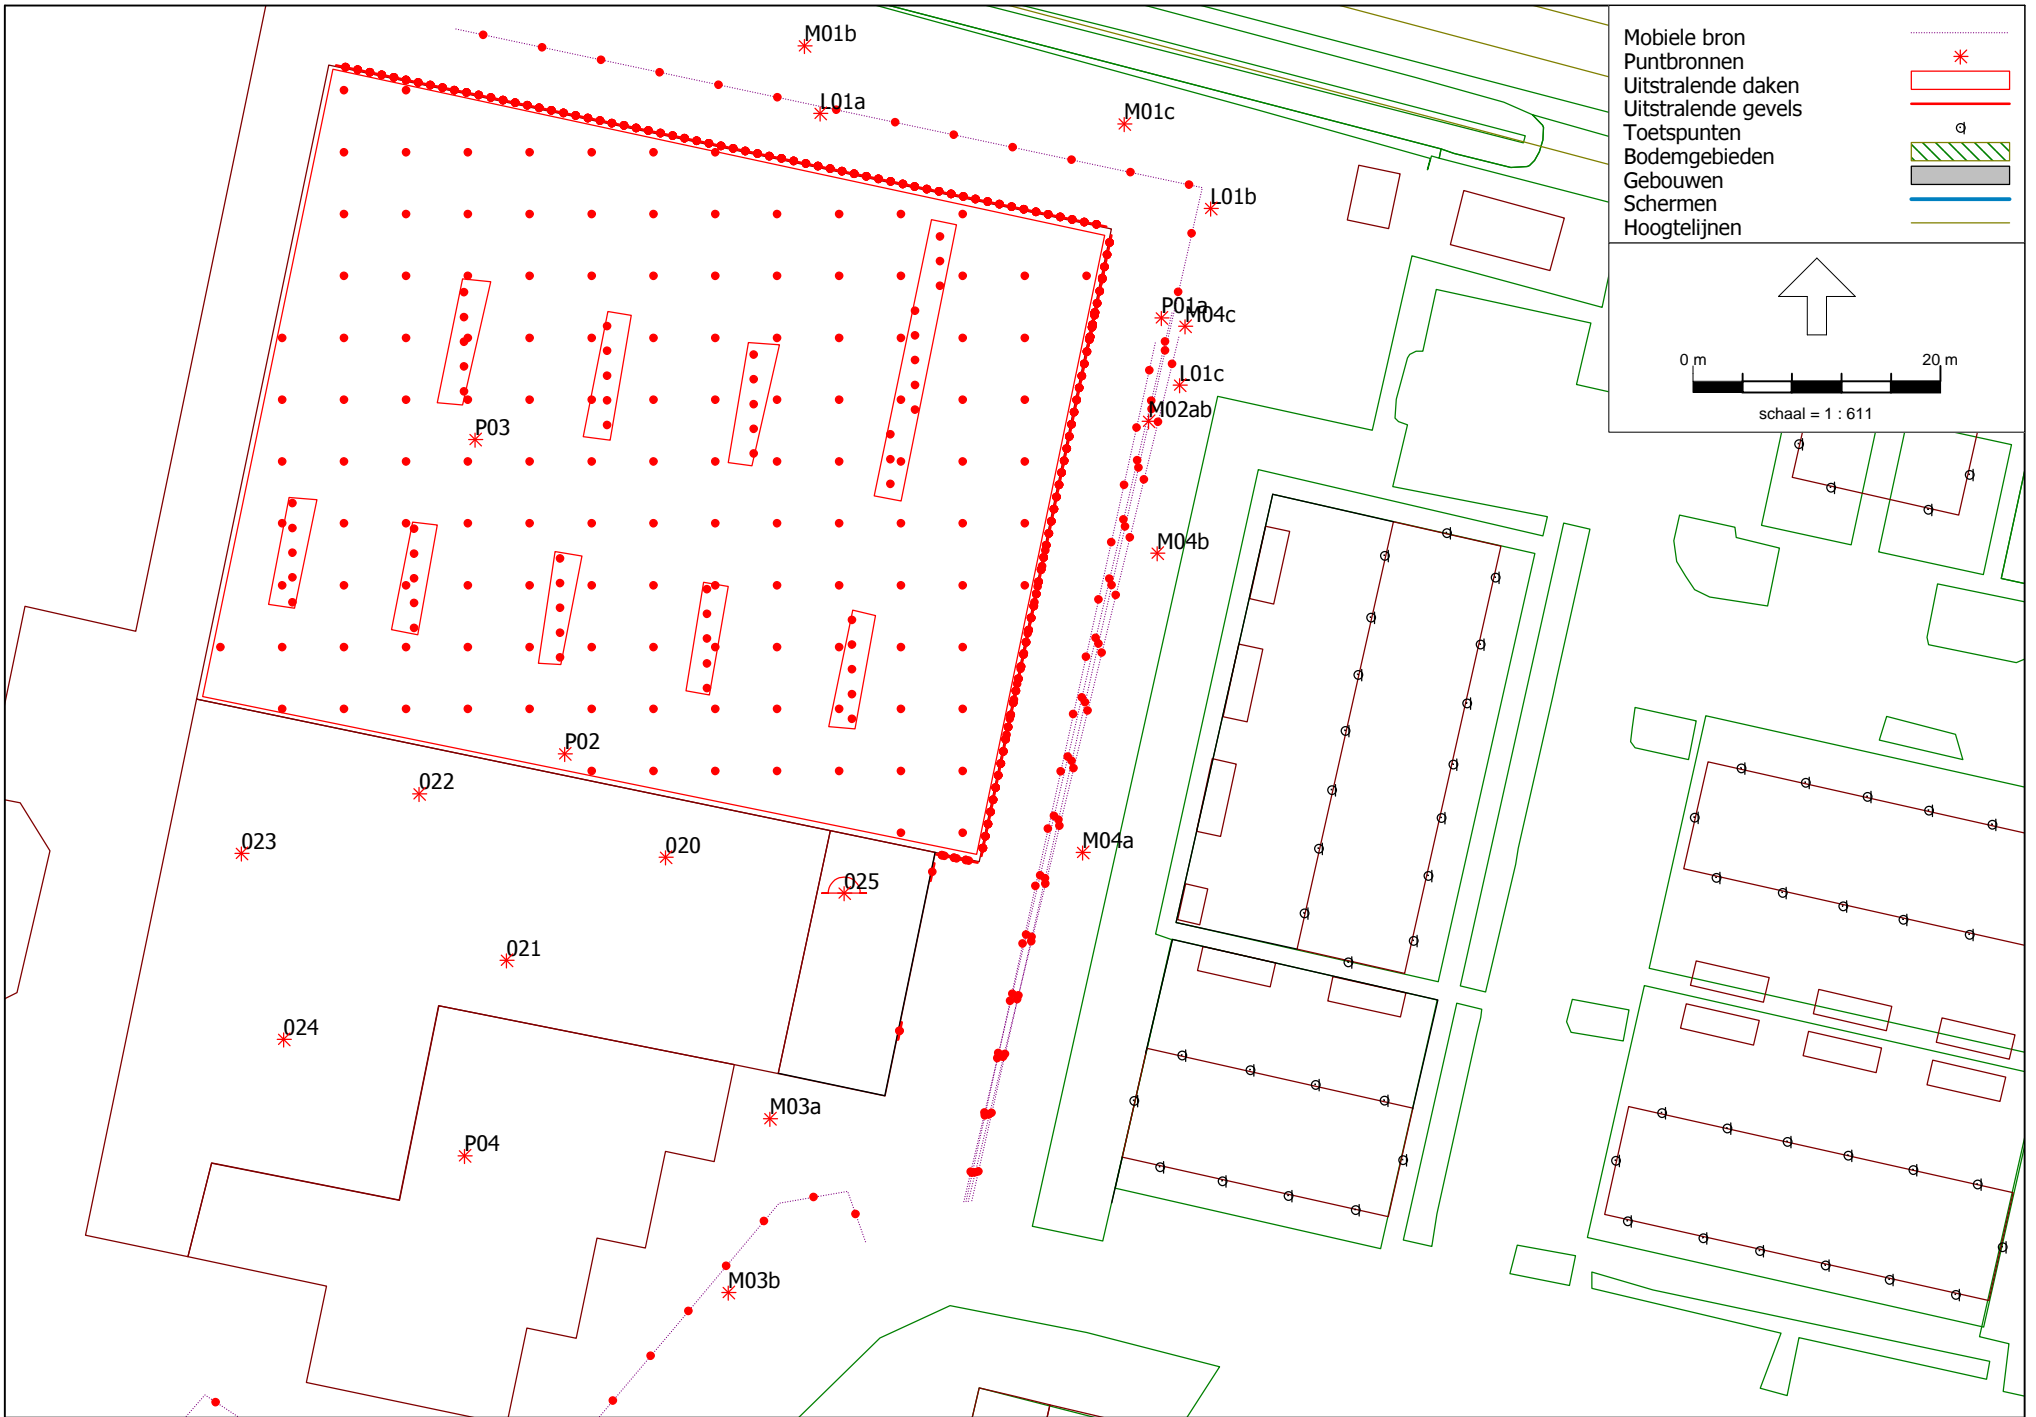 M01b
Mobiele bron
Puntbronnen
Uitstralende daken
Uitstralende gevels
Toetspunten
Bodemgebieden
Gebouwen
Schermen
Hoogtelijnen
L01a
M01c
L01b
P01a
M04c
0 m
20 m
schaal = 1 : 611
L01c
M02ab
P03
M04b
P02
022
023
020
M04a
025
021
024
M03a
P04
M03b